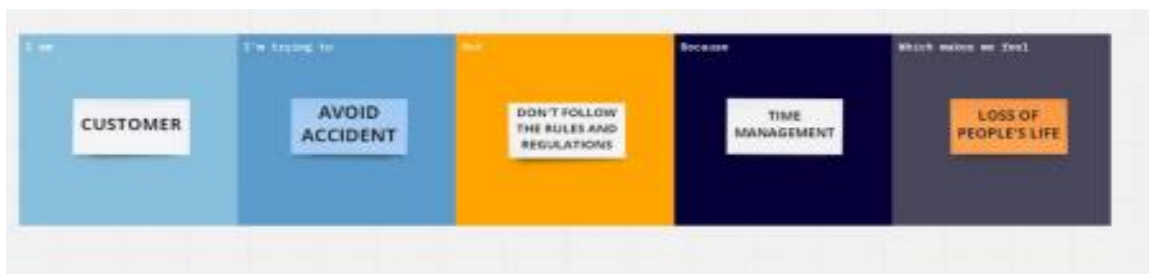 I am
I'm trying to
But
Because
Which makes me feel
CUSTOMER
AVOID
ACCIDENT
DON'T FOLLOW
THE RULES AND
REGULATIONS
TIME
MANAGEMENT
LOSS OF
PEOPLE'S LIFE